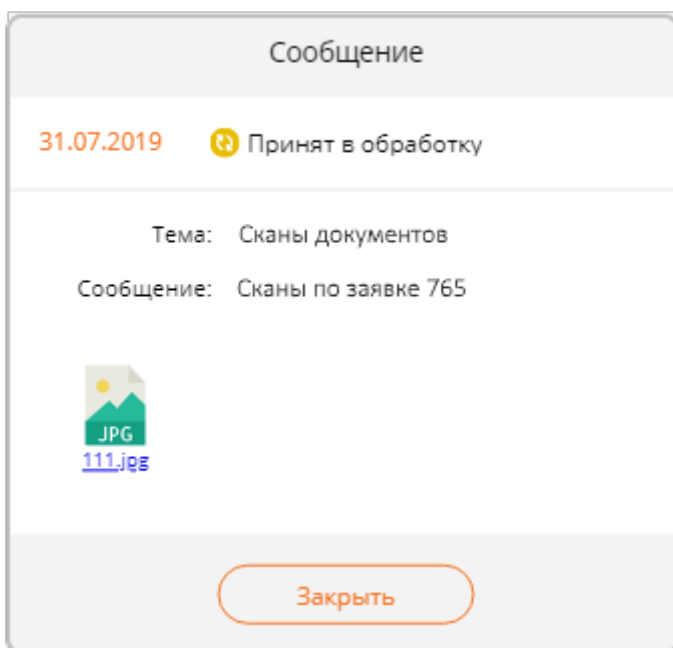 Сообщение
31.07.2019 Принят в обработку
Тема: Сканы документов
Сообщение: Сканы по заявке 765
JPG
111.jpg
Закрыть